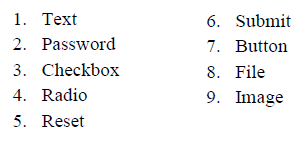 1. Text
2. Password
3. Checkbox
4. Radio
5. Reset
6. Submit
7. Button
8. File
9. Image